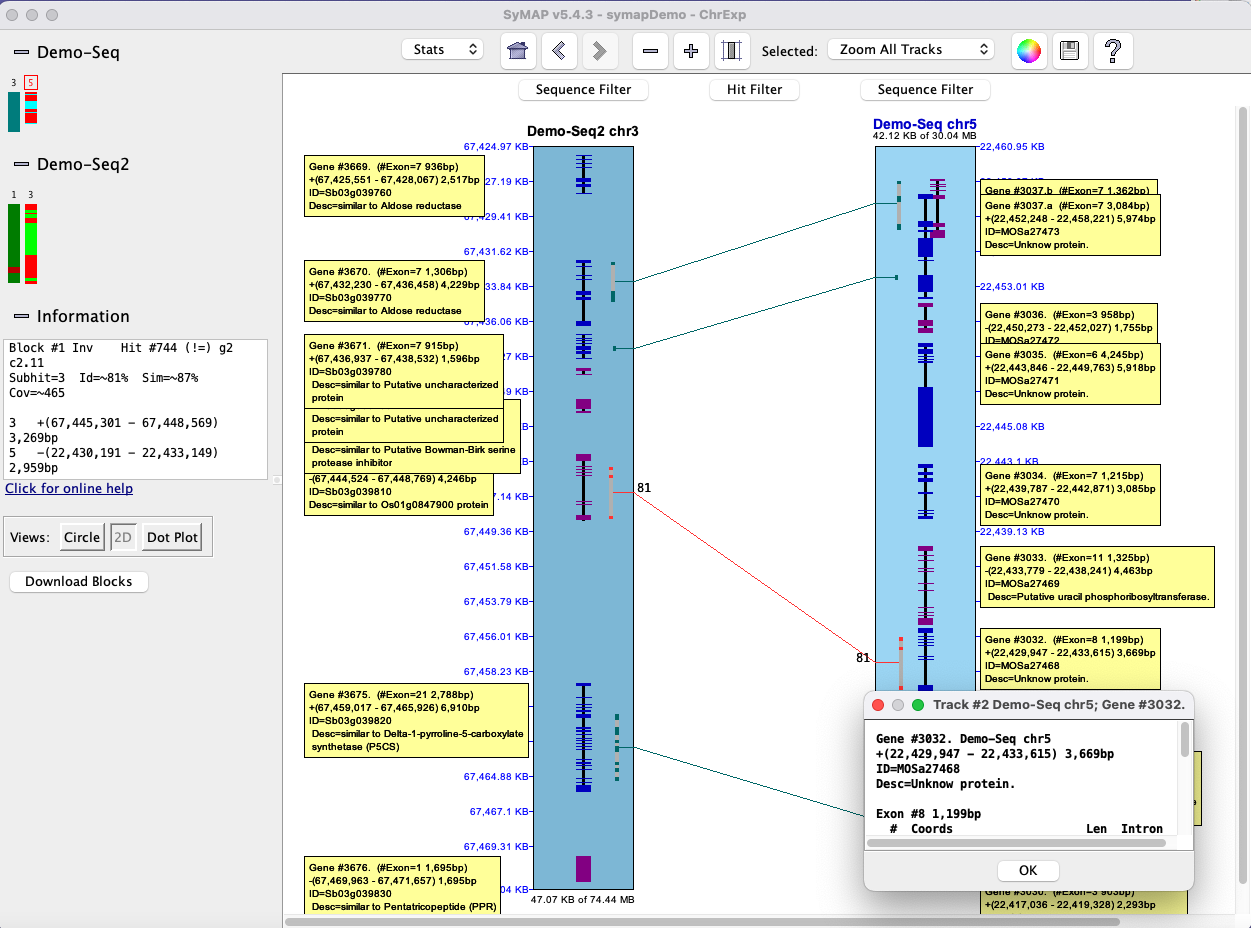 SyMAP v5.4.3 - symapDemo - ChrExp
Demo-Seq
3 5
Demo-Seq2
1 3
Information
Block #1 Inv Hit #744 (!=) g2
c2.11
Subhit=3 Id=~81% Sim=~87%
Cov=~465
3 +(67,445,301 - 67,448,569)
3,269bp
5 -(22,430,191 - 22,433,149)
2,959bp
Click for online help
Views: Circle 2D Dot Plot
Download Blocks
Stats
Selected: Zoom All Tracks
?
Sequence Filter
Hit Filter
Sequence Filter
Demo-Seq2 chr3
67,424.97 KB
27.19 KB
67,429.41 KB
67,431.62 KB
33.84 KB
67,436.06 KB
7.14 KB
67,449.36 KB
67,451.58 KB
67,453.79 KB
67,456.01 KB
67,458.23 KB
67,464.88 KB
67,467.1 KB
67,469.31 KB
04 KB
47.07 KB of 74.44 MB
Gene #3669. (#Exon=7 936bp)
+(67,425,551 - 67,428,067) 2,517bp
ID=Sb03g039760
Desc=similar to Aldose reductase
Gene #3670. (#Exon=7 1,306bp)
+(67,432,230 - 67,436,458) 4,229bp
ID=Sb03g039770
Desc=similar to Aldose reductase
Gene #3671. (#Exon=7 915bp)
+(67,436,937 - 67,438,532) 1,596bp
ID=Sb03g039780
Desc=similar to Putative uncharacterized
protein
Desc=similar to Putative uncharacterized
protein
Desc=similar to Putative Bowman-Birk serine
protease inhibitor
-(67,444,524 - 67,448,769) 4,246bp
ID=Sb03g039810
Desc=similar to Os01g0847900 protein
Gene #3675. (#Exon=21 2,788bp)
+(67,459,017 - 67,465,926) 6,910bp
ID=Sb03g039820
Desc=similar to Delta-1-pyrroline-5-carboxylate
synthetase (P5CS)
Gene #3676. (#Exon=1 1,695bp)
-(67,469,963 - 67,471,657) 1,695bp
ID=Sb03g039830
Desc=similar to Pentatricopeptide (PPR)
81
81
Demo-Seq chr5
42.12 KB of 30.04 MB
22,460.95 KB
22,453.01 KB
22,445.08 KB
22,443.1 KB
22,439.13 KB
Gene #3037.b (#Exon=7 1,362bp)
Gene #3037.a (#Exon=7 3,084bp)
+(22,452,248 - 22,458,221) 5,974bp
ID=MOSa27473
Desc=Unknow protein.
Gene #3036. (#Exon=3 958bp)
-(22,450,273 - 22,452,027) 1,755bp
ID=MOSa27472
Gene #3035. (#Exon=6 4,245bp)
+(22,443,846 - 22,449,763) 5,918bp
ID=MOSa27471
Desc=Unknow protein.
Gene #3034. (#Exon=7 1,215bp)
+(22,439,787 - 22,442,871) 3,085bp
ID=MOSa27470
Desc=Unknow protein.
Gene #3033. (#Exon=11 1,325bp)
-(22,433,779 - 22,438,241) 4,463bp
ID=MOSa27469
Desc=Putative uracil phosphoribosyltransferase.
Gene #3032. (#Exon=8 1,199bp)
+(22,429,947 - 22,433,615) 3,669bp
ID=MOSa27468
Desc=Unknow protein.
Track #2 Demo-Seq chr5; Gene #3032.
Gene #3032. Demo-Seq chr5
+(22,429,947 - 22,433,615) 3,669bp
ID=MOSa27468
Desc=Unknow protein.
Exon #8 1,199bp
# Coords Len Intron
OK
Gene #3030. (#Exon=3 903bp)
+(22,417,036 - 22,419,328) 2,293bp